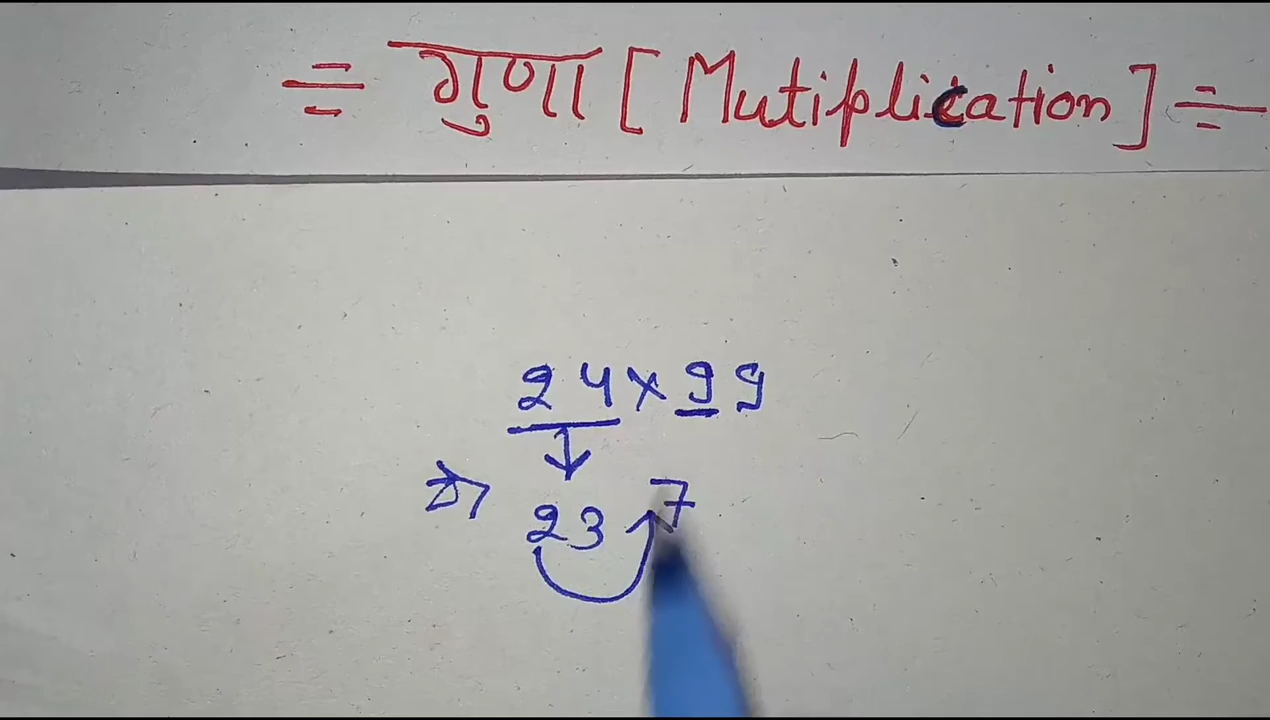 = गुणा [Mutiplication] =
24×99
⇒ 23 7